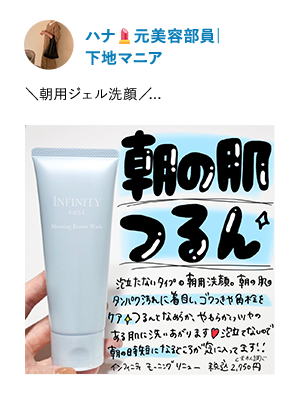 ハナ💄元美容部員|
下地マニア
＼朝用ジェル洗顔／...
朝の肌
つるん
INFINITY
KOSÉ
Morning Renew Wash
泡立たないタイプの朝用洗顔。朝の肌の
タンパク汚れに着目し、ゴワつきや自れを
ケア✧つるんとなめらか、やわらかでハリ
ある肌に洗いあがります♥泡立てないので
朝の時短になるところが気に入ってます!!
インフィニティ モーニングリニュー 税込2,750円